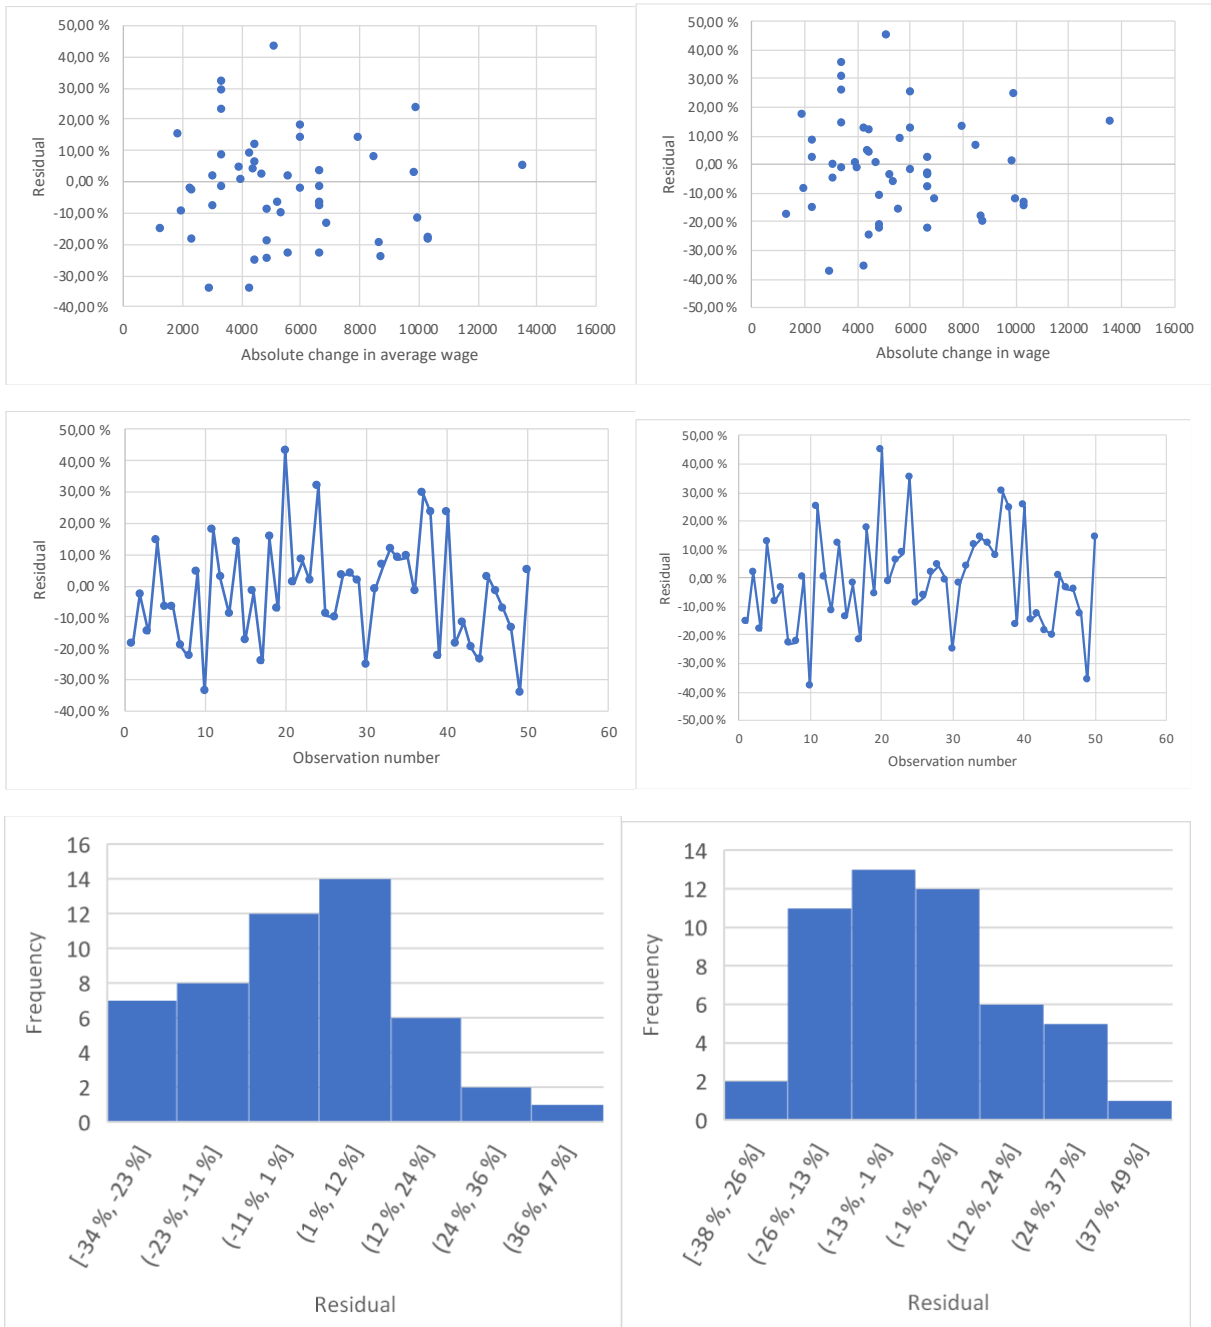 50,00 %
40,00 %
30,00 %
20,00 %
10,00 %
0,00 %
-10,00 %
-20,00 %
-30,00 %
-40,00 %
Residual
0 2000 4000 6000 8000 10000 12000 14000 16000
Absolute change in average wage
50,00 %
40,00 %
30,00 %
20,00 %
10,00 %
0,00 %
-10,00 %
-20,00 %
-30,00 %
-40,00 %
-50,00 %
Residual
0 2000 4000 6000 8000 10000 12000 14000 16000
Absolute change in wage
50,00 %
40,00 %
30,00 %
20,00 %
10,00 %
0,00 %
-10,00 %
-20,00 %
-30,00 %
-40,00 %
Residual
0 10 20 30 40 50 60
Observation number
50,00 %
40,00 %
30,00 %
20,00 %
10,00 %
0,00 %
-10,00 %
-20,00 %
-30,00 %
-40,00 %
-50,00 %
Residual
0 10 20 30 40 50 60
Observation number
16
14
12
10
8
6
4
2
0
Frequency
[-34 %, -23 %]
(-23 %, -11 %]
(-11 %, 1 %]
(1 %, 12 %]
(12 %, 24 %]
(24 %, 36 %]
(36 %, 47 %]
Residual
14
12
10
8
6
4
2
0
Frequency
[-38 %, -26 %]
(-26 %, -13 %]
(-13 %, -1 %]
(-1 %, 12 %]
(12 %, 24 %]
(24 %, 37 %]
(37 %, 49 %]
Residual